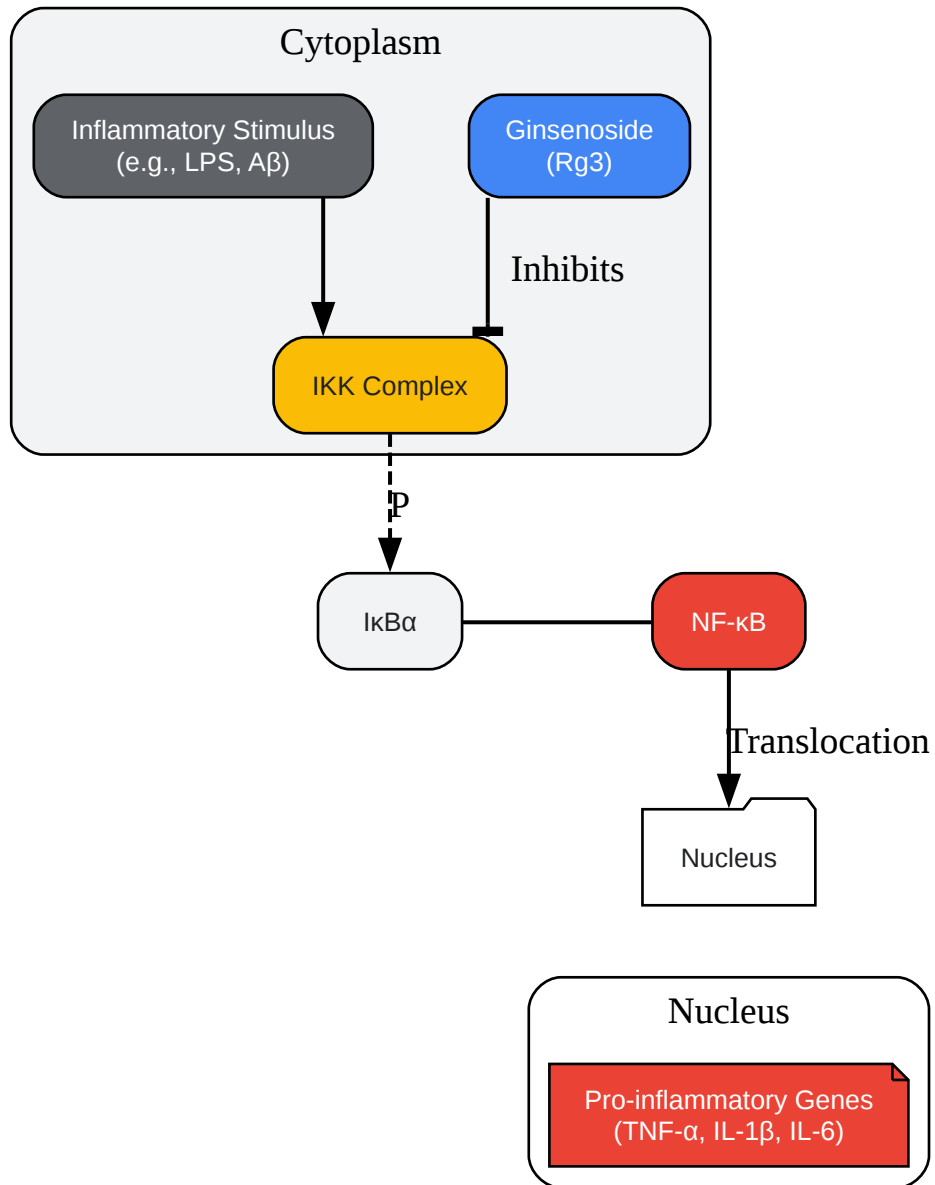 Cytoplasm
Inflammatory Stimulus
(e.g., LPS, Aβ)
Ginsenoside
(Rg3)
Inhibits
IKK Complex
P
IκBα
NF-κB
Translocation
Nucleus
Nucleus
Pro-inflammatory Genes
(TNF-α, IL-1β, IL-6)